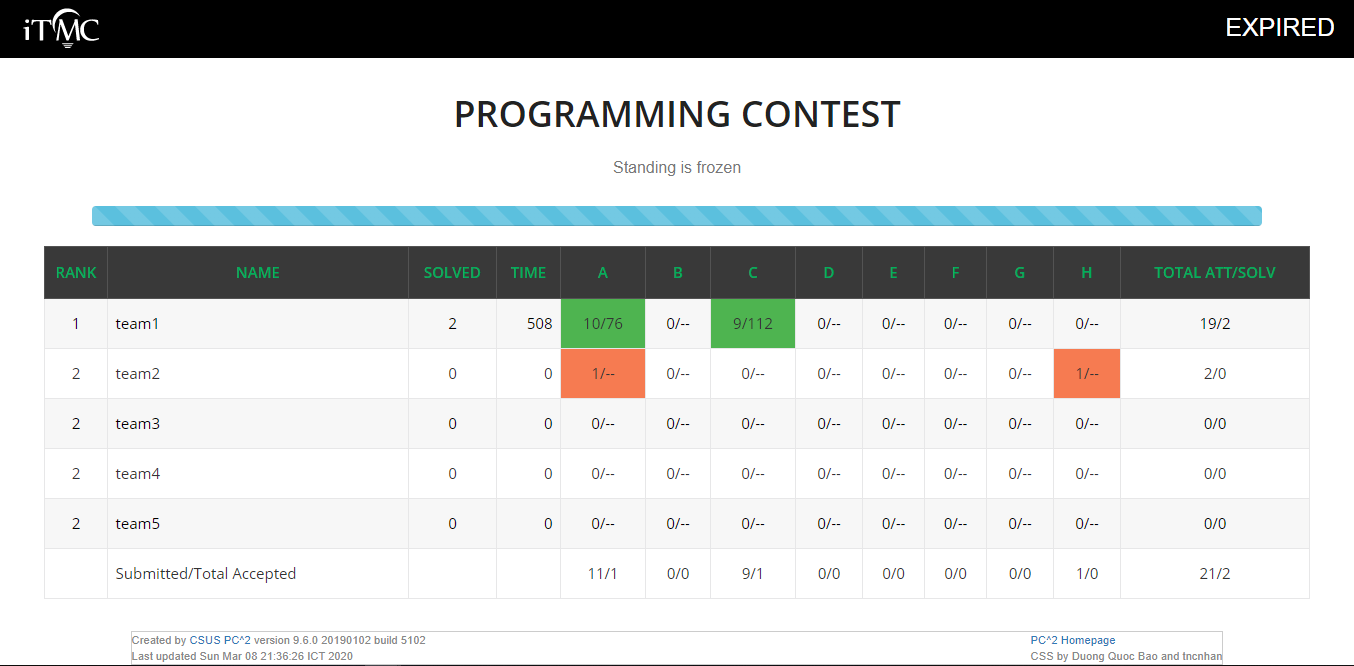 iTMC EXPIRED
PROGRAMMING CONTEST
Standing is frozen
RANK NAME SOLVED TIME A B C D E F G H TOTAL ATT/SOLV
1 team1 2 508 10/76 0/-- 9/112 0/-- 0/-- 0/-- 0/-- 0/-- 19/2
2 team2 0 0 1/-- 0/-- 0/-- 0/-- 0/-- 0/-- 0/-- 1/-- 2/0
2 team3 0 0 0/-- 0/-- 0/-- 0/-- 0/-- 0/-- 0/-- 0/-- 0/0
2 team4 0 0 0/-- 0/-- 0/-- 0/-- 0/-- 0/-- 0/-- 0/-- 0/0
2 team5 0 0 0/-- 0/-- 0/-- 0/-- 0/-- 0/-- 0/-- 0/-- 0/0
Submitted/Total Accepted 11/1 0/0 9/1 0/0 0/0 0/0 0/0 1/0 21/2
Created by CSUS PC^2 version 9.6.0 20190102 build 5102 PC^2 Homepage
Last updated Sun Mar 08 21:36:26 ICT 2020 CSS by Duong Quoc Bao and tncnhan